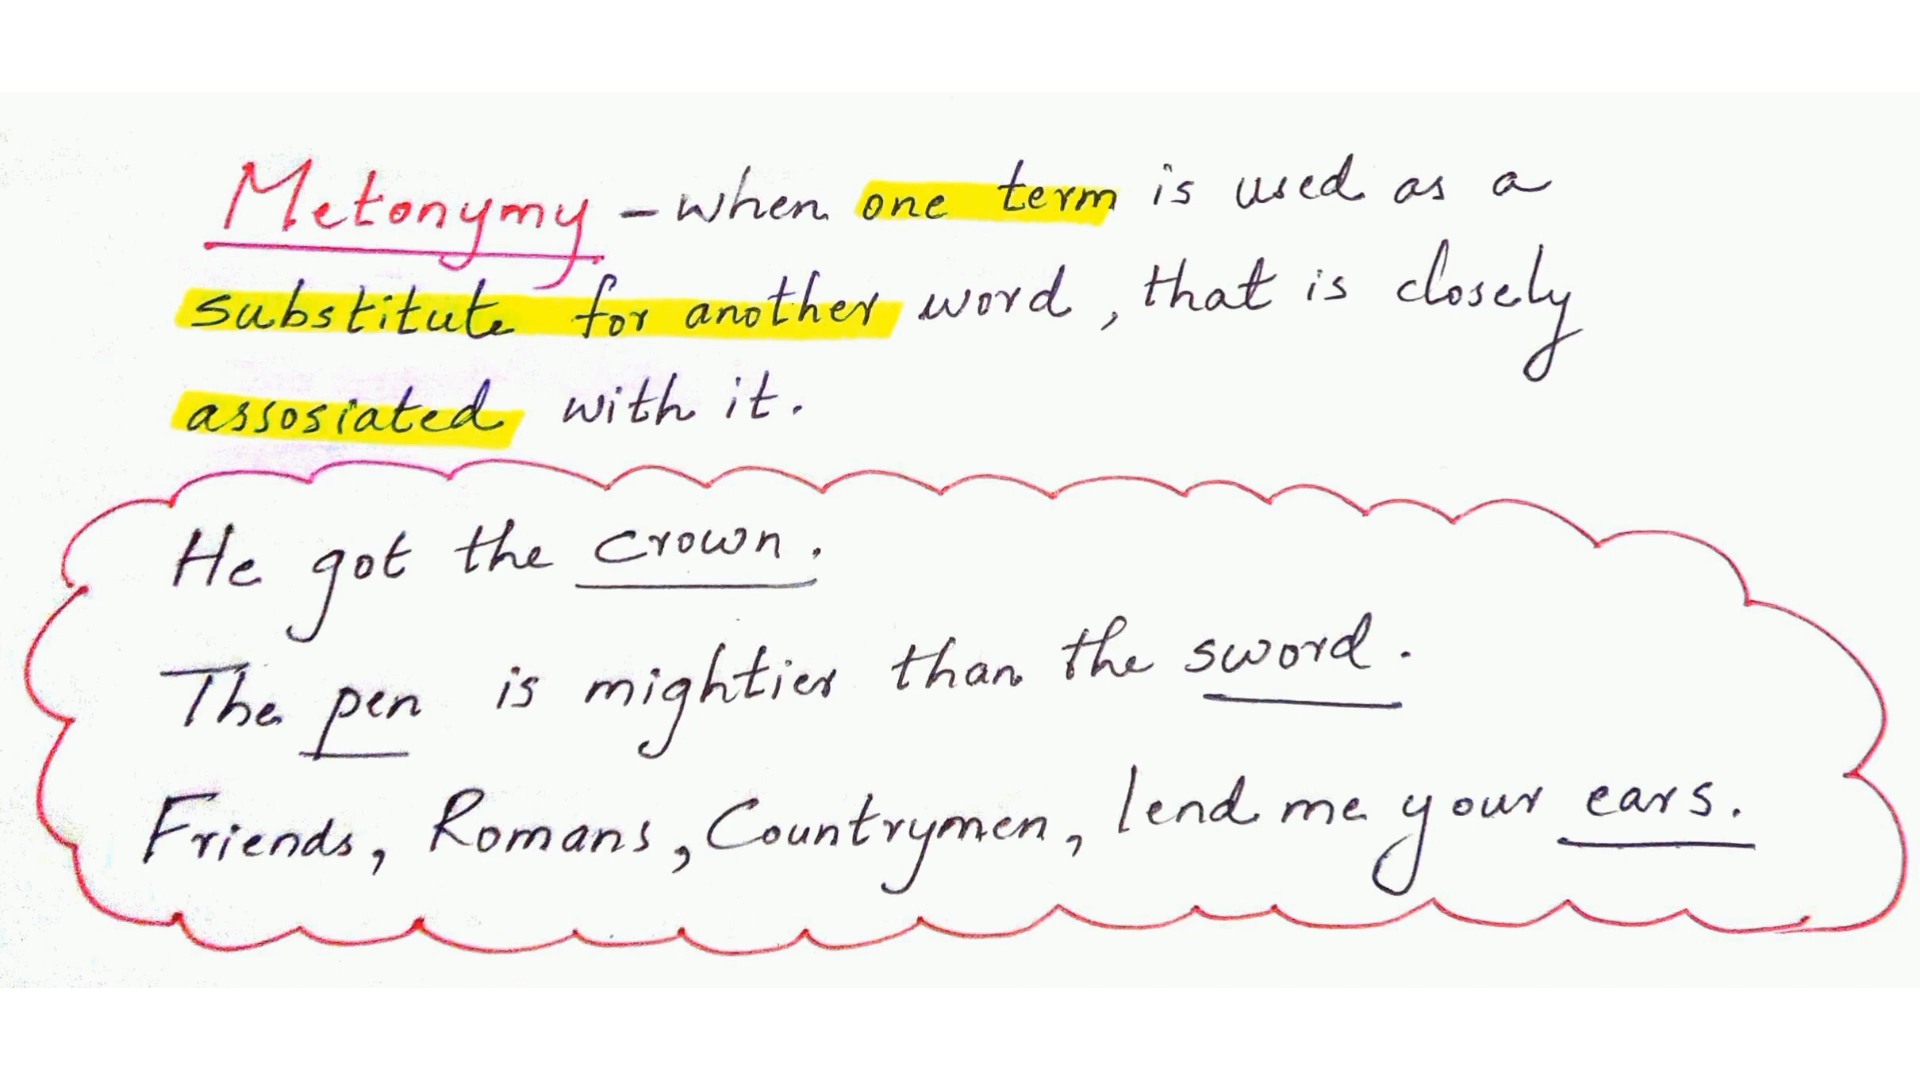 Metonymy - when one term is used as a
substitute for another word, that is closely
assosiated with it.
He got the crown.
The pen is mightier than the sword.
Friends, Romans, Countrymen, lend me your ears.